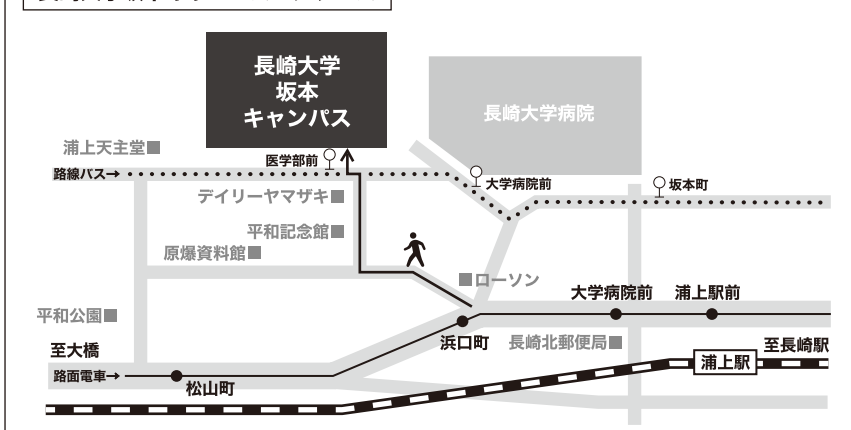 長崎大学
坂本
キャンパス
長崎大学病院
浦上天主堂
医学部前
路線バス→
大学病院前
坂本町
デイリーヤマザキ
平和記念館
原爆資料館
ローソン
大学病院前
浦上駅前
平和公園
浜口町
長崎北郵便局
至長崎駅
至大橋
浦上駅
路面電車→
松山町